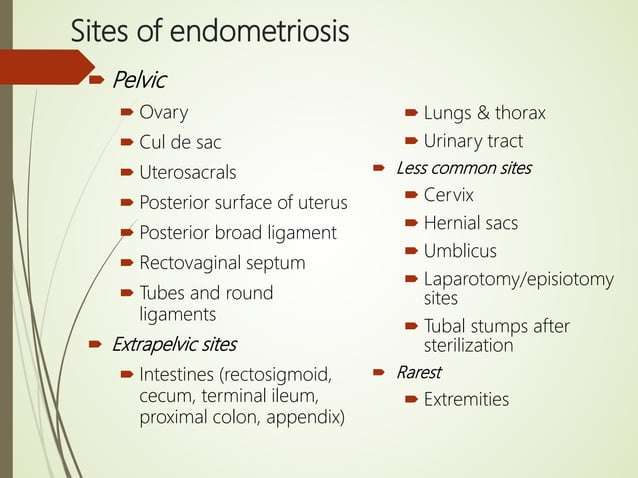 Sites of endometriosis
Pelvic
Ovary
Cul de sac
Uterosacrals
Posterior surface of uterus
Posterior broad ligament
Rectovaginal septum
Tubes and round
ligaments
Extrapelvic sites
Intestines (rectosigmoid,
cecum, terminal ileum,
proximal colon, appendix)
Lungs & thorax
Urinary tract
Less common sites
Cervix
Hernial sacs
Umblicus
Laparotomy/episiotomy
sites
Tubal stumps after
sterilization
Rarest
Extremities